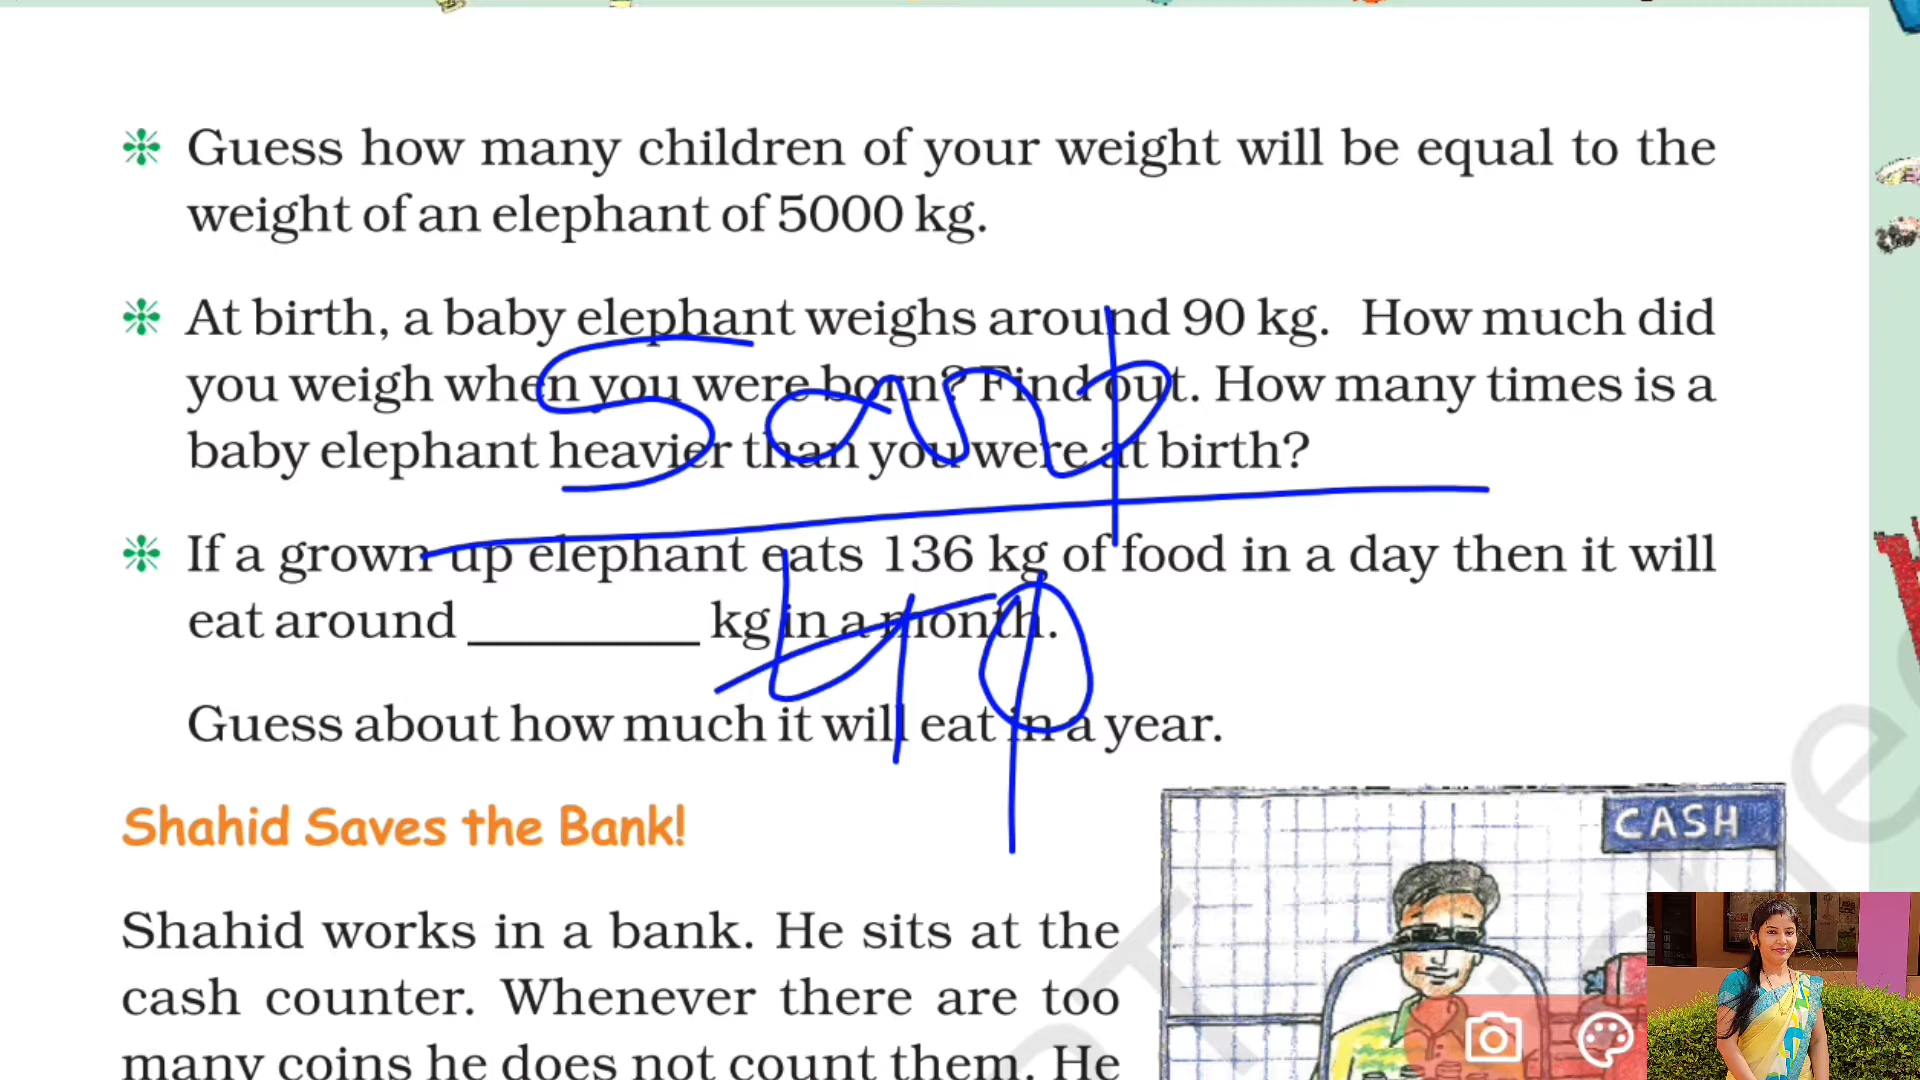 Guess how many children of your weight will be equal to the
weight of an elephant of 5000 kg.
At birth, a baby elephant weighs around 90 kg. How much did
you weigh when you were born? Find out. How many times is a
baby elephant heavier than you were at birth?
If a grown up elephant eats 136 kg of food in a day then it will
eat around ________ kg in a month.
Guess about how much it will eat in a year.
5000
40
Shahid Saves the Bank!
CASH
Shahid works in a bank. He sits at the
cash counter. Whenever there are too
many coins he does not count them. He